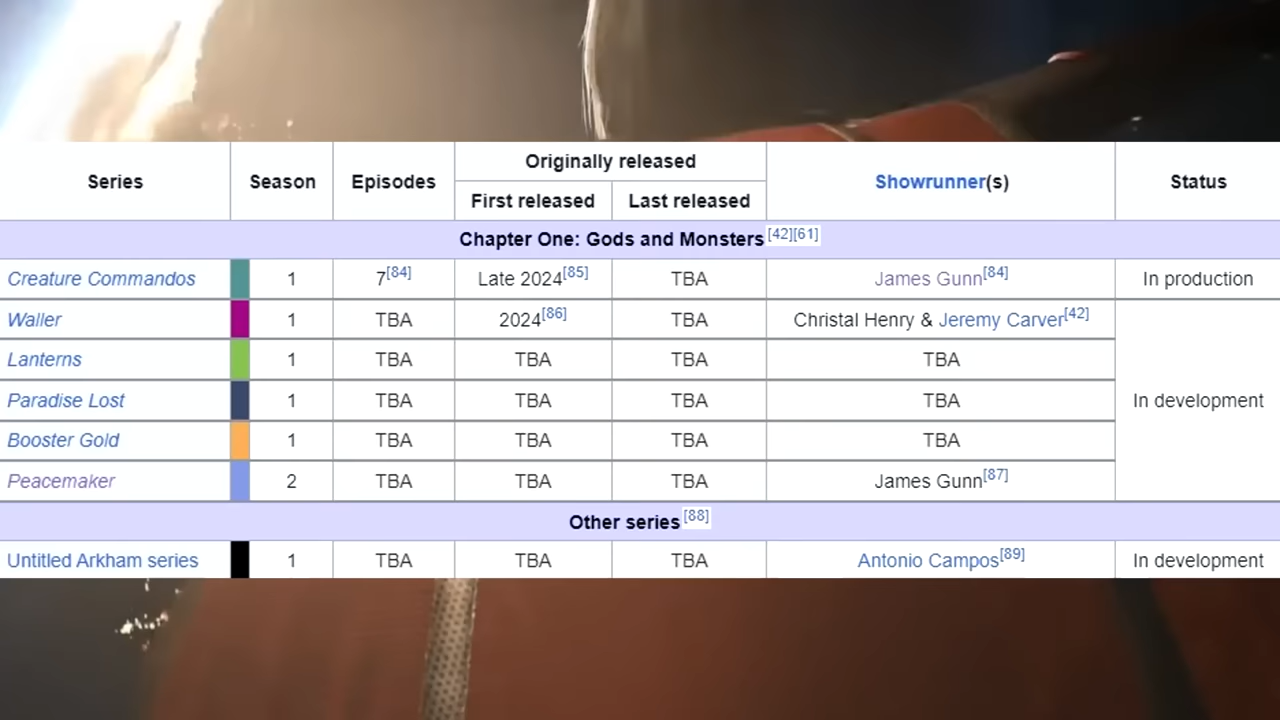 Series Season Episodes Originally released Showrunner(s) Status
First released Last released
Chapter One: Gods and Monsters[42][61]
Creature Commandos 1 7[84] Late 2024[85] TBA James Gunn[84] In production
Waller 1 TBA 2024[86] TBA Christal Henry & Jeremy Carver[42]
Lanterns 1 TBA TBA TBA TBA
Paradise Lost 1 TBA TBA TBA TBA In development
Booster Gold 1 TBA TBA TBA TBA
Peacemaker 2 TBA TBA TBA James Gunn[87]
Other series[88]
Untitled Arkham series 1 TBA TBA TBA Antonio Campos[89] In development